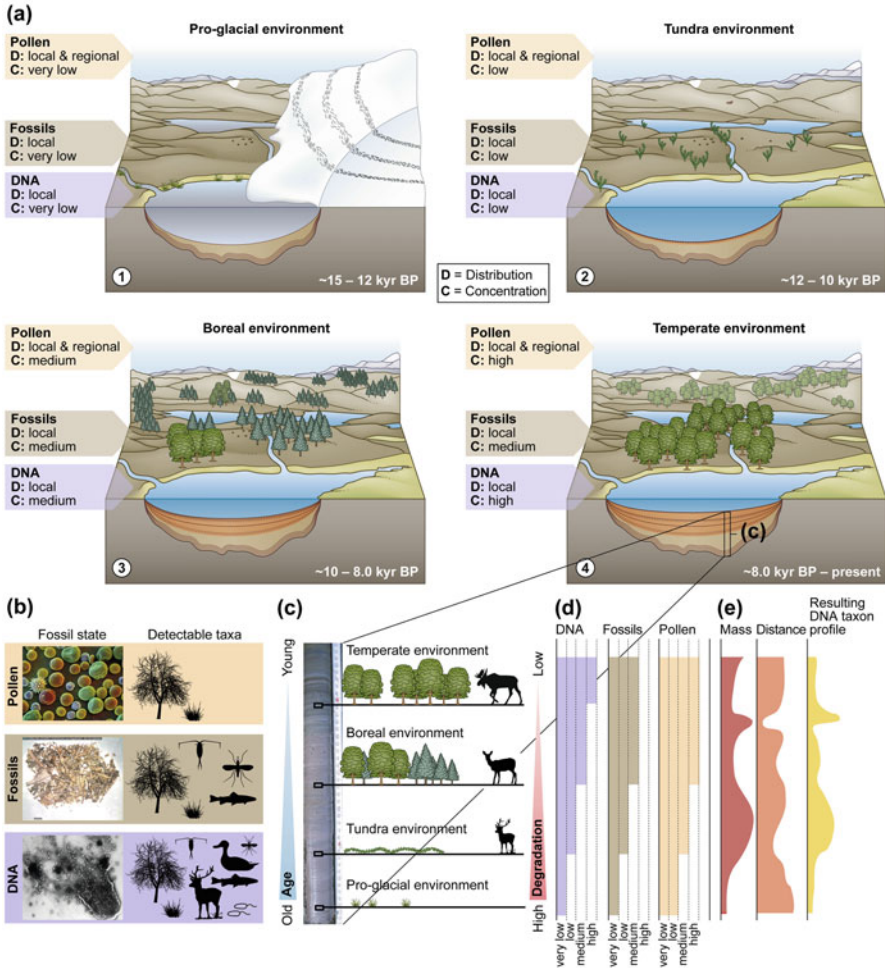 (a)
Pro-glacial environment
Pollen
D: local & regional
C: very low
Fossils
D: local
C: very low
DNA
D: local
C: very low
1
~15 – 12 kyr BP
Tundra environment
Pollen
D: local & regional
C: low
Fossils
D: local
C: low
DNA
D: local
C: low
2
~12 – 10 kyr BP
D = Distribution
C = Concentration
Boreal environment
Pollen
D: local & regional
C: medium
Fossils
D: local
C: medium
DNA
D: local
C: medium
3
~10 – 8.0 kyr BP
Temperate environment
Pollen
D: local & regional
C: high
Fossils
D: local
C: medium
DNA
D: local
C: high
(c)
4
~8.0 kyr BP – present
(b)
Fossil state
Detectable taxa
Pollen
Fossils
DNA
(c)
Young
Age
Old
Temperate environment
Boreal environment
Tundra environment
Pro-glacial environment
Low
Degradation
High
(d)
DNA
Fossils
Pollen
very low
low
medium
high
very low
low
medium
high
very low
low
medium
high
(e)
Mass
Distance
Resulting
DNA taxon
profile